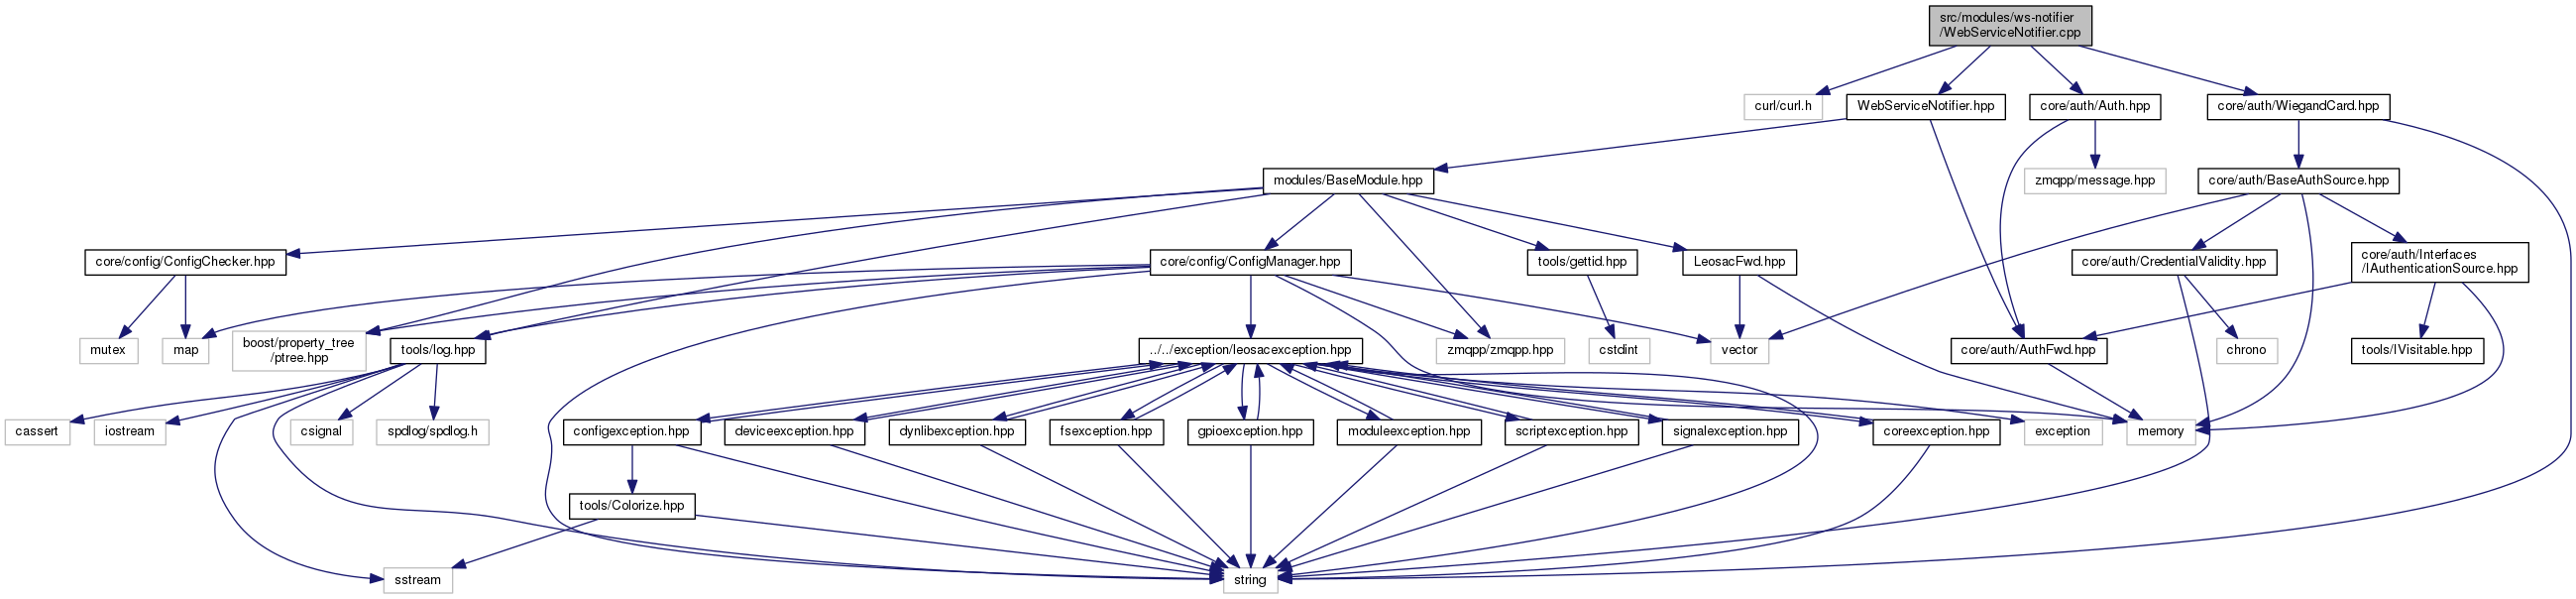 src/modules/ws-notifier
/WebServiceNotifier.cpp
curl/curl.h
WebServiceNotifier.hpp
core/auth/Auth.hpp
core/auth/WiegandCard.hpp
modules/BaseModule.hpp
zmqpp/message.hpp
core/auth/BaseAuthSource.hpp
core/config/ConfigChecker.hpp
core/config/ConfigManager.hpp
tools/gettid.hpp
LeosacFwd.hpp
core/auth/CredentialValidity.hpp
core/auth/Interfaces
/IAuthenticationSource.hpp
mutex
map
boost/property_tree
/ptree.hpp
tools/log.hpp
../../exception/leosacexception.hpp
zmqpp/zmqpp.hpp
cstdint
vector
core/auth/AuthFwd.hpp
chrono
tools/IVisitable.hpp
cassert
iostream
csignal
spdlog/spdlog.h
configexception.hpp
deviceexception.hpp
dynlibexception.hpp
fsexception.hpp
gpioexception.hpp
moduleexception.hpp
scriptexception.hpp
signalexception.hpp
coreexception.hpp
exception
memory
tools/Colorize.hpp
sstream
string